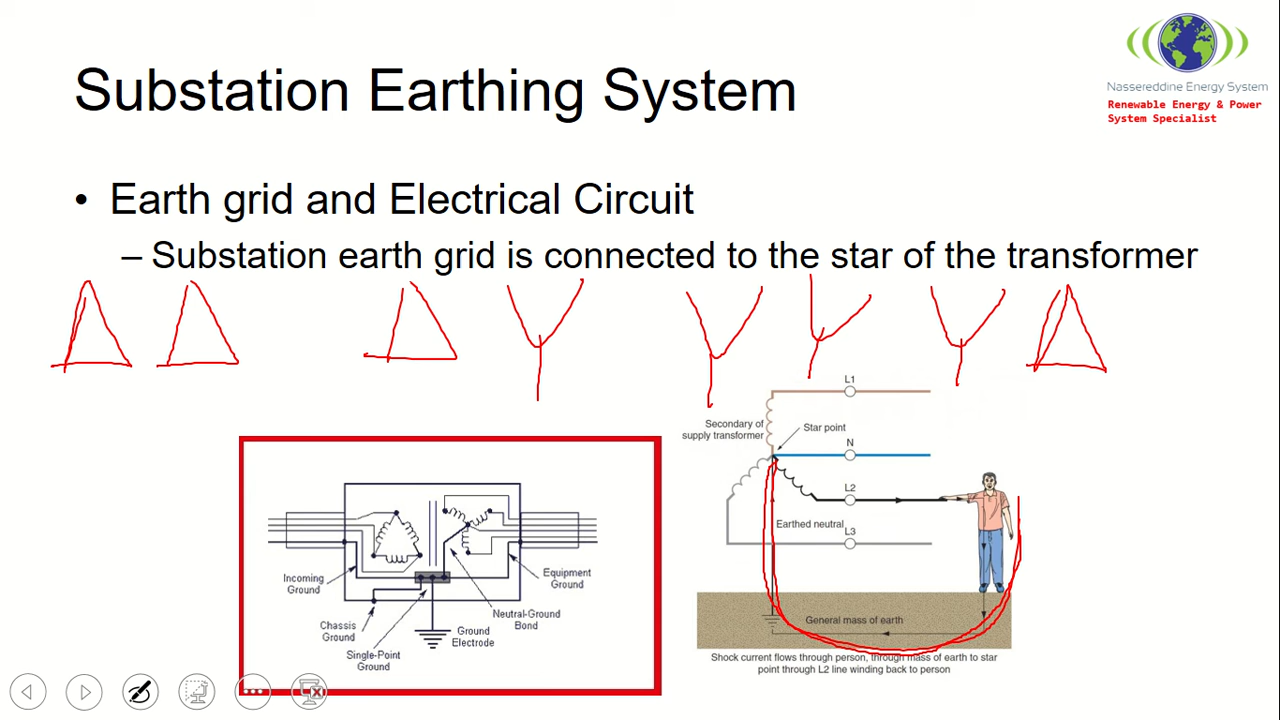 Nassereddine Energy System
Renewable Energy & Power
System Specialist
Substation Earthing System
• Earth grid and Electrical Circuit
– Substation earth grid is connected to the star of the transformer
Δ Δ Δ Y Y Y Y Δ
Incoming
Ground
Chassis
Ground
Single-Point
Ground
Ground
Electrode
Neutral-Ground
Bond
Equipment
Ground
L1
Secondary of
supply transformer
Star point
N
L2
Earthed neutral
L3
General mass of earth
Shock current flows through person, through mass of earth to star
point through L2 line winding back to person